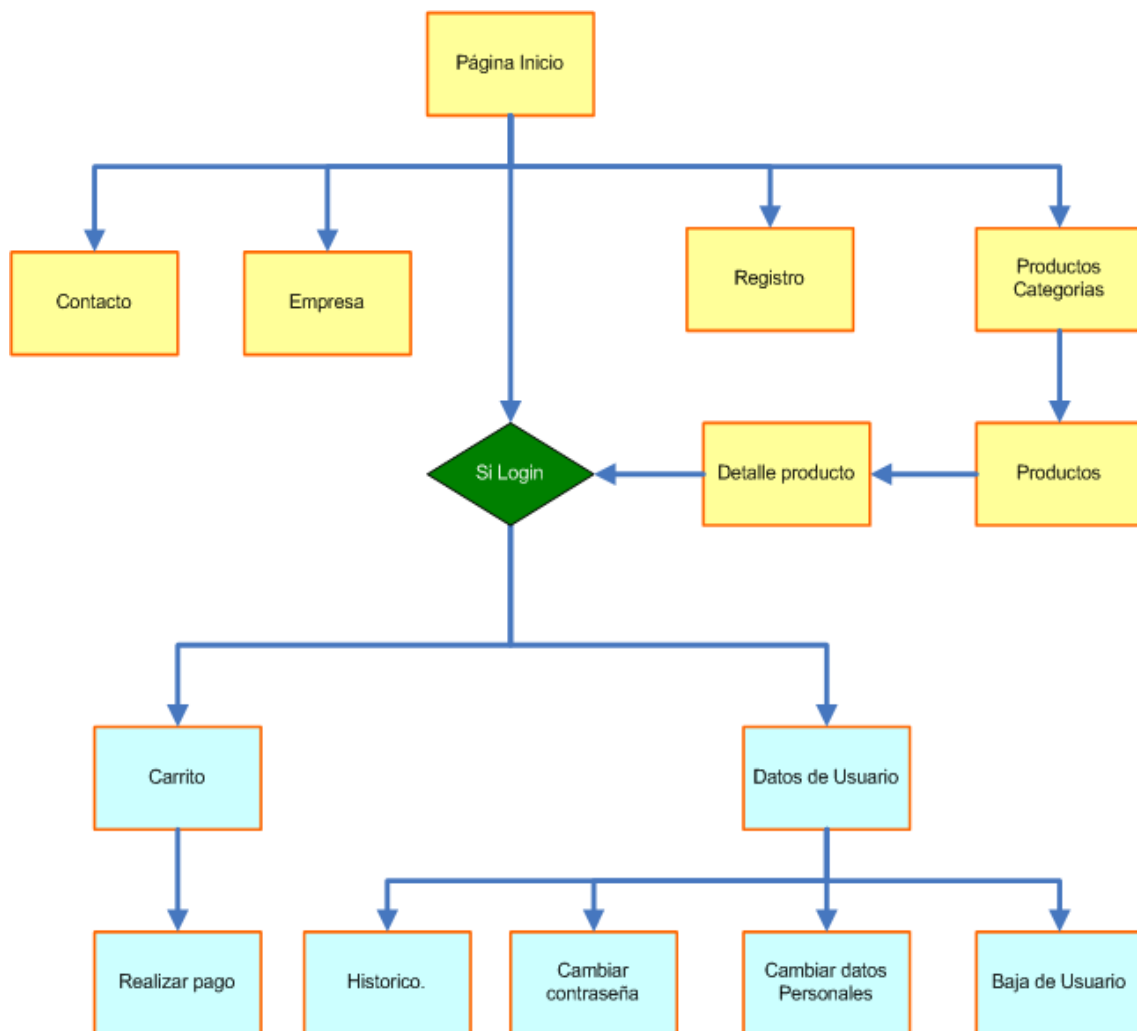 Página Inicio
Contacto
Empresa
Registro
Productos
Categorias
Si Login
Detalle producto
Productos
Carrito
Datos de Usuario
Realizar pago
Historico.
Cambiar
contraseña
Cambiar datos
Personales
Baja de Usuario